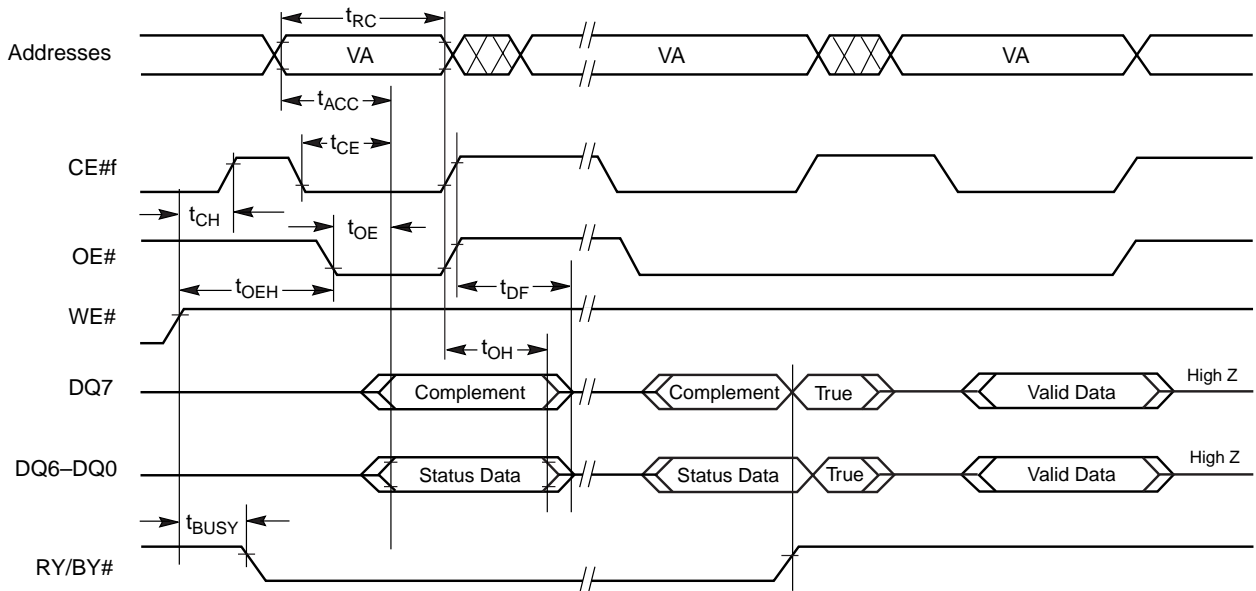 tRC
Addresses VA VA VA
tACC
tCE
CE#f
tCH tOE
OE#
tOEH tDF
WE#
tOH
DQ7 Complement Complement True Valid Data High Z
DQ6–DQ0 Status Data Status Data True Valid Data High Z
tBUSY
RY/BY#